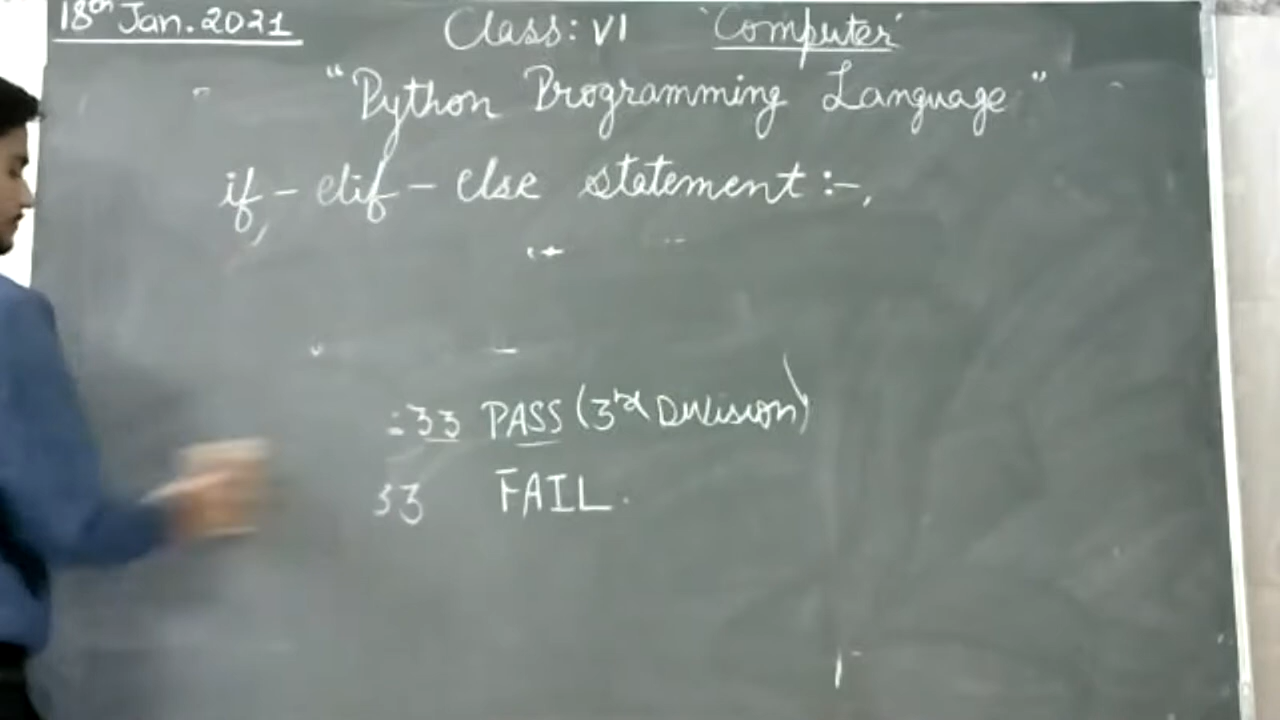 18th Jan. 2021 Class: VI 'Computer'
"Python Programming Language"
if - elif - else statement :-
=33 PASS (3rd Division)
33 FAIL.